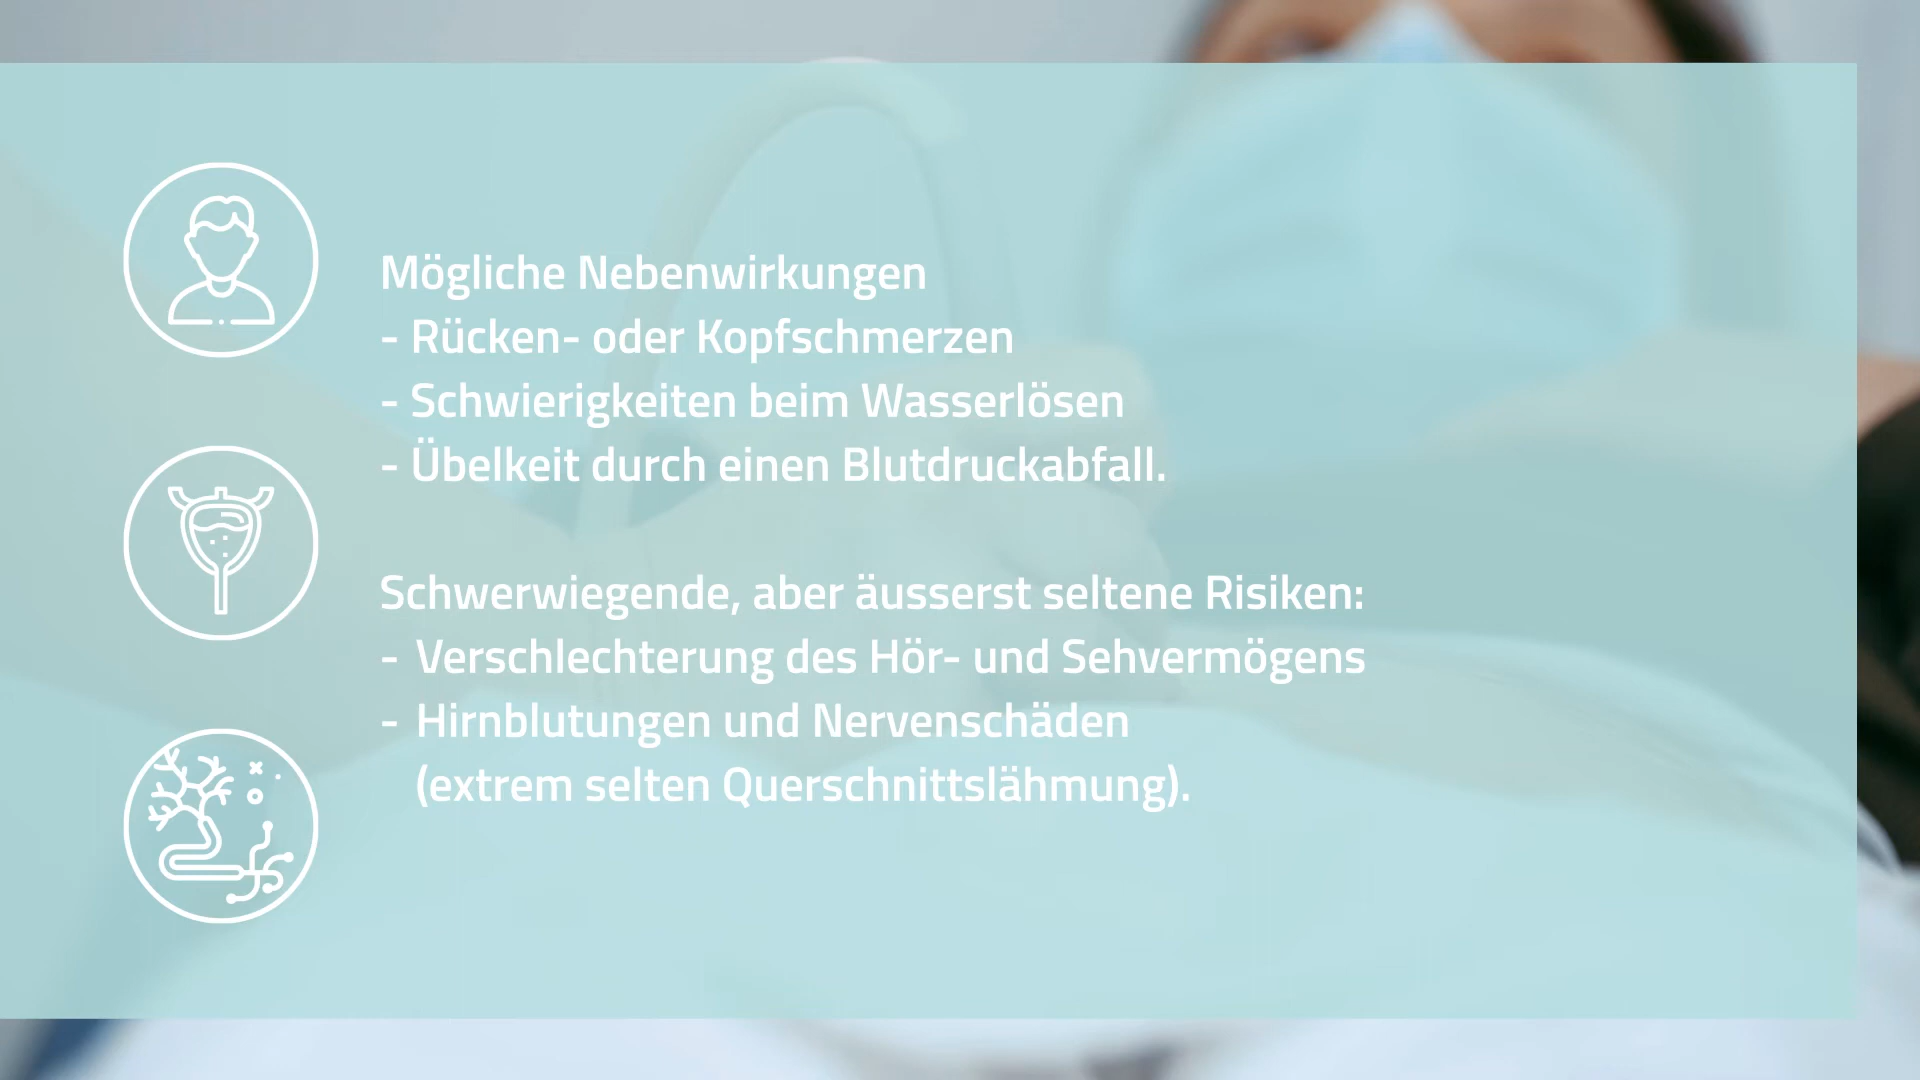 Mögliche Nebenwirkungen
- Rücken- oder Kopfschmerzen
- Schwierigkeiten beim Wasserlösen
- Übelkeit durch einen Blutdruckabfall.
Schwerwiegende, aber äusserst seltene Risiken:
- Verschlechterung des Hör- und Sehvermögens
- Hirnblutungen und Nervenschäden
(extrem selten Querschnittslähmung).